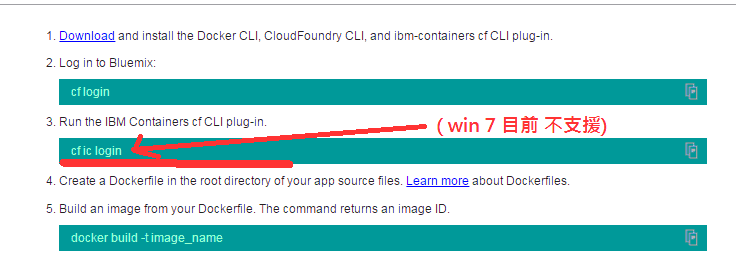 1. Download and install the Docker CLI, CloudFoundry CLI, and ibm-containers cf CLI plug-in.
2. Log in to Bluemix:
cf login
3. Run the IBM Containers cf CLI plug-in.
( win 7 目前 不支援)
cf ic login
4. Create a Dockerfile in the root directory of your app source files. Learn more about Dockerfiles.
5. Build an image from your Dockerfile. The command returns an image ID.
docker build -t image_name